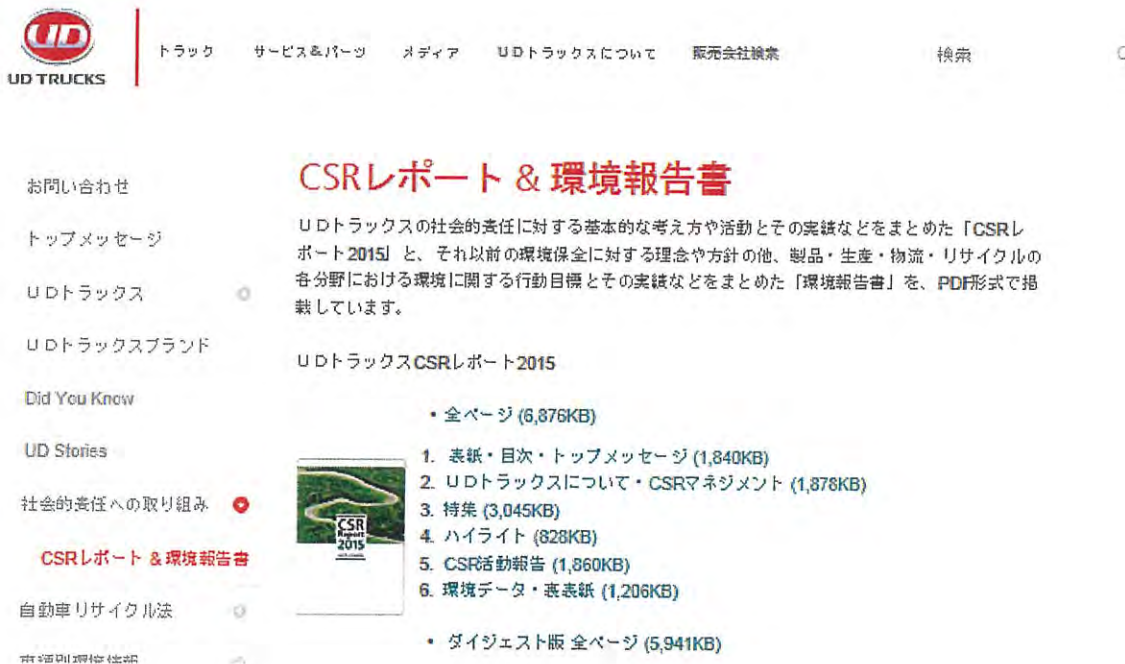 UD
UD TRUCKS
トラック サービス&パーツ メディア UDトラックスについて 販売会社検索 検索
お問い合わせ
トップメッセージ
UDトラックス
UDトラックスブランド
Did You Know
UD Stories
社会的責任への取り組み
CSRレポート & 環境報告書
自動車リサイクル法
車種別環境情報
CSRレポート & 環境報告書
UDトラックスの社会的責任に対する基本的な考え方や活動とその実績などをまとめた「CSRレ
ポート2015」と、それ以前の環境保全に対する理念や方針の他、製品・生産・物流・リサイクルの
各分野における環境に関する行動目標とその実績などをまとめた「環境報告書」を、PDF形式で掲
載しています。
UDトラックスCSRレポート2015
• 全ページ (6,876KB)
CSR
Report
2015
1. 表紙・目次・トップメッセージ (1,840KB)
2. UDトラックスについて・CSRマネジメント (1,878KB)
3. 特集 (3,045KB)
4. ハイライト (828KB)
5. CSR活動報告 (1,860KB)
6. 環境データ・裏表紙 (1,206KB)
• ダイジェスト版 全ページ (5,941KB)